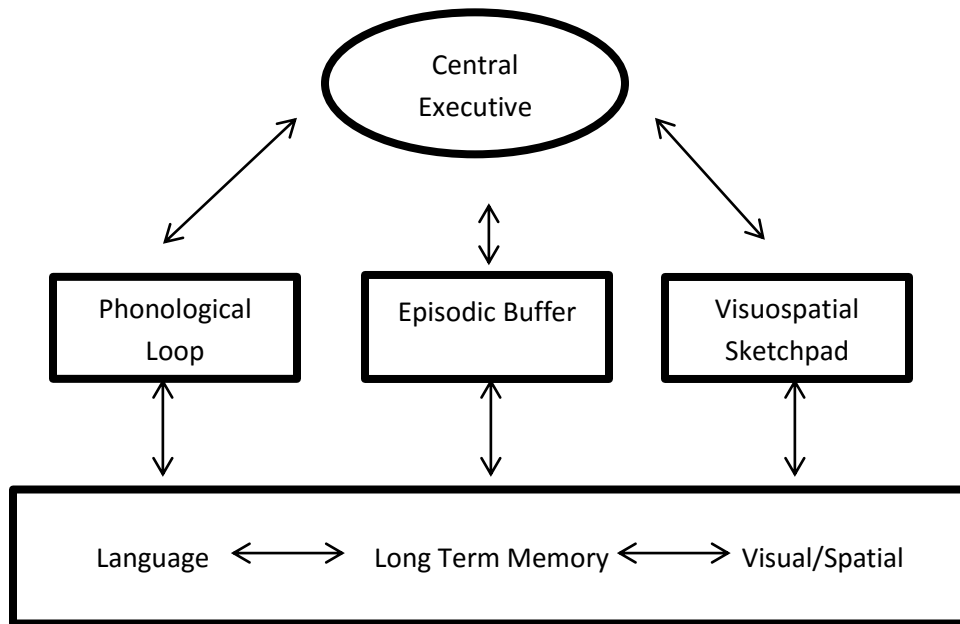 Central
Executive
Phonological
Loop
Episodic Buffer
Visuospatial
Sketchpad
Language
Long Term Memory
Visual/Spatial